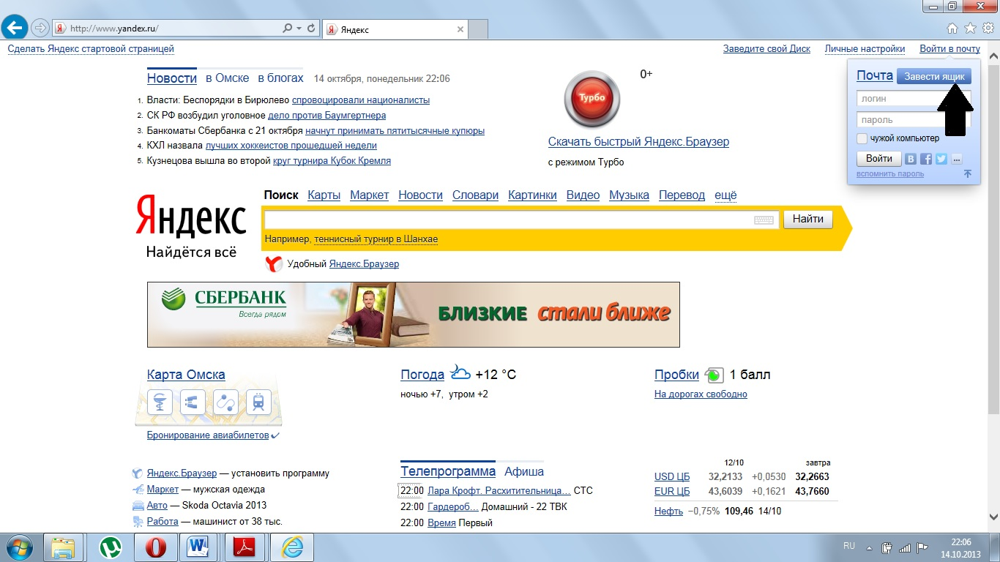 http://www.yandex.ru/
Яндекс
Сделать Яндекс стартовой страницей
Заведите свой Диск Личные настройки Войти в почту
Новости в Омске в блогах 14 октября, понедельник 22:06
1. Власти: Беспорядки в Бирюлево спровоцировали националисты
2. СК РФ возбудил уголовное дело против Баумгертнера
3. Банкоматы Сбербанка с 21 октября начнут принимать пятитысячные купюры
4. КХЛ назвала лучших хоккеистов прошедшей недели
5. Кузнецова вышла во второй круг турнира Кубок Кремля
Турбо
0+
Скачать быстрый Яндекс.Браузер
с режимом Турбо
Почта Завести ящик
логин
пароль
чужой компьютер
Войти
вспомнить пароль
Поиск Карты Маркет Новости Словари Картинки Видео Музыка Перевод ещё
Яндекс
Найдётся всё
Найти
Например, теннисный турнир в Шанхае
Удобный Яндекс.Браузер
СБЕРБАНК
Всегда рядом
БЛИЗКИЕ стали ближе
Карта Омска
Бронирование авиабилетов
Погода +12 °C
ночью +7, утром +2
Пробки 1 балл
На дорогах свободно
Яндекс.Браузер — установить программу
Маркет — мужская одежда
Авто — Skoda Octavia 2013
Работа — машинист от 38 тыс.
Телепрограмма Афиша
22:00 Лара Крофт. Расхитительница… СТС
22:00 Гардероб… Домашний - 22 ТВК
22:00 Время Первый
12/10 завтра
USD ЦБ 32,2133 +0,0530 32,2663
EUR ЦБ 43,6039 +0,1621 43,7660
Нефть −0,75% 109,46 14/10
RU
22:06
14.10.2013